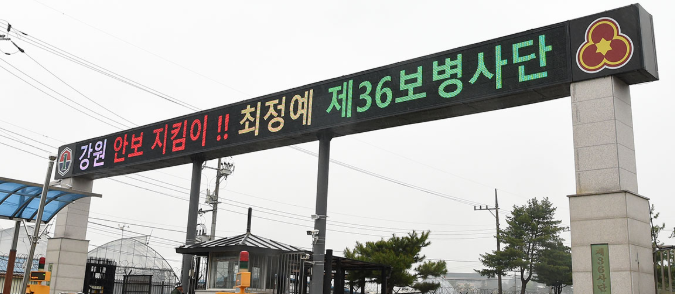 강원 안보 지킴이 !! 최정예 제36보병사단